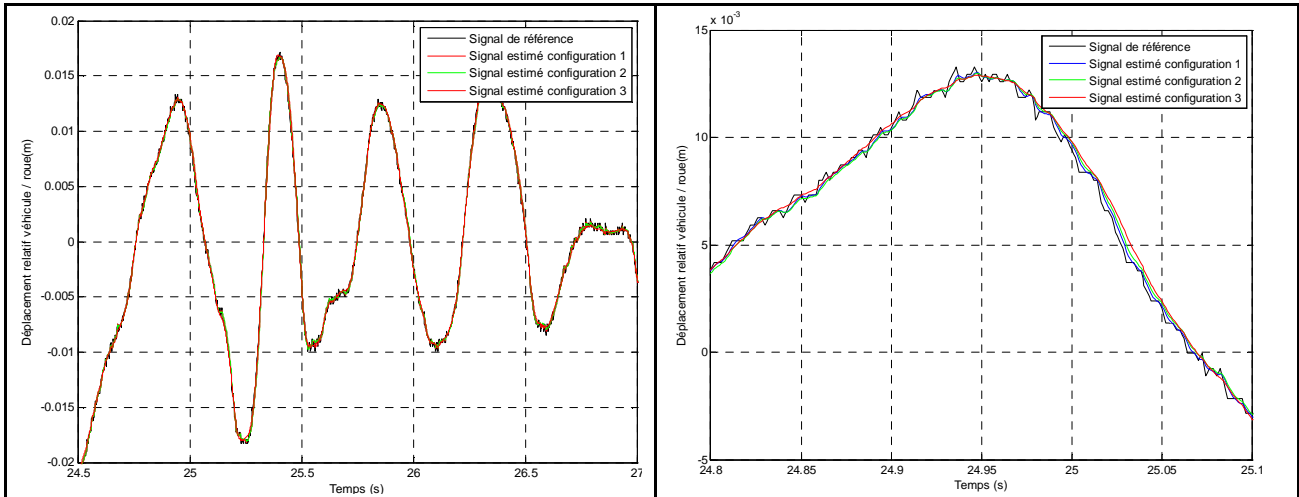 0.02
0.015
0.01
0.005
0
-0.005
-0.01
-0.015
-0.02
24.5
25
25.5
26
26.5
27
Temps (s)
Déplacement relatif véhicule / roue(m)
Signal de référence
Signal estimé configuration 1
Signal estimé configuration 2
Signal estimé configuration 3
x 10-3
15
10
5
0
-5
24.8
24.85
24.9
24.95
25
25.05
25.1
Temps (s)
Déplacement relatif véhicule / roue(m)
Signal de référence
Signal estimé configuration 1
Signal estimé configuration 2
Signal estimé configuration 3